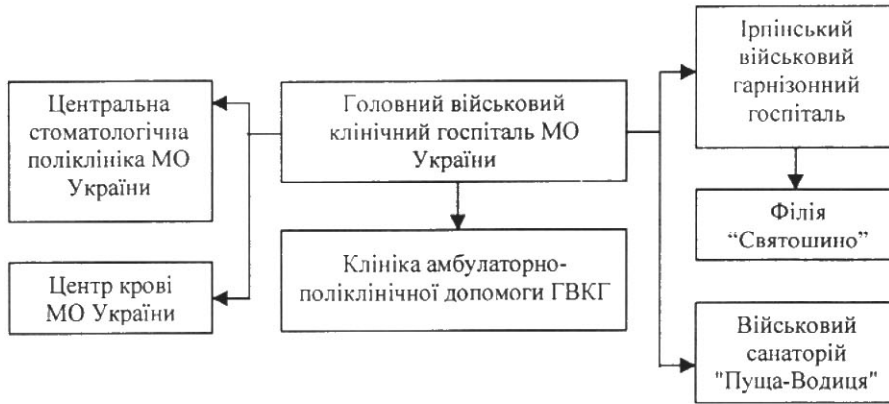 Центральна
стоматологічна
поліклініка МО
України
Центр крові
МО України
Головний військовий
клінічний госпіталь МО
України
Клініка амбулаторно-
поліклінічної допомоги ГВКГ
Ірпінський
військовий
гарнізонний
госпіталь
Філія
“Святошино”
Військовий
санаторій
"Пуща-Водиця"